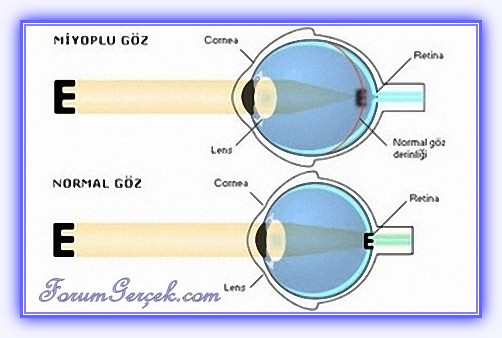 MİYOPLU GÖZ
Cornea
Retina
E
E
Lens
Normal göz
derinliği
NORMAL GÖZ
Cornea
Retina
E
E
Lens
ForumGerçek.com